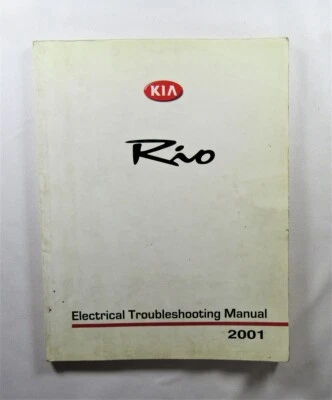 KIA
Rio
Electrical Troubleshooting Manual
2001